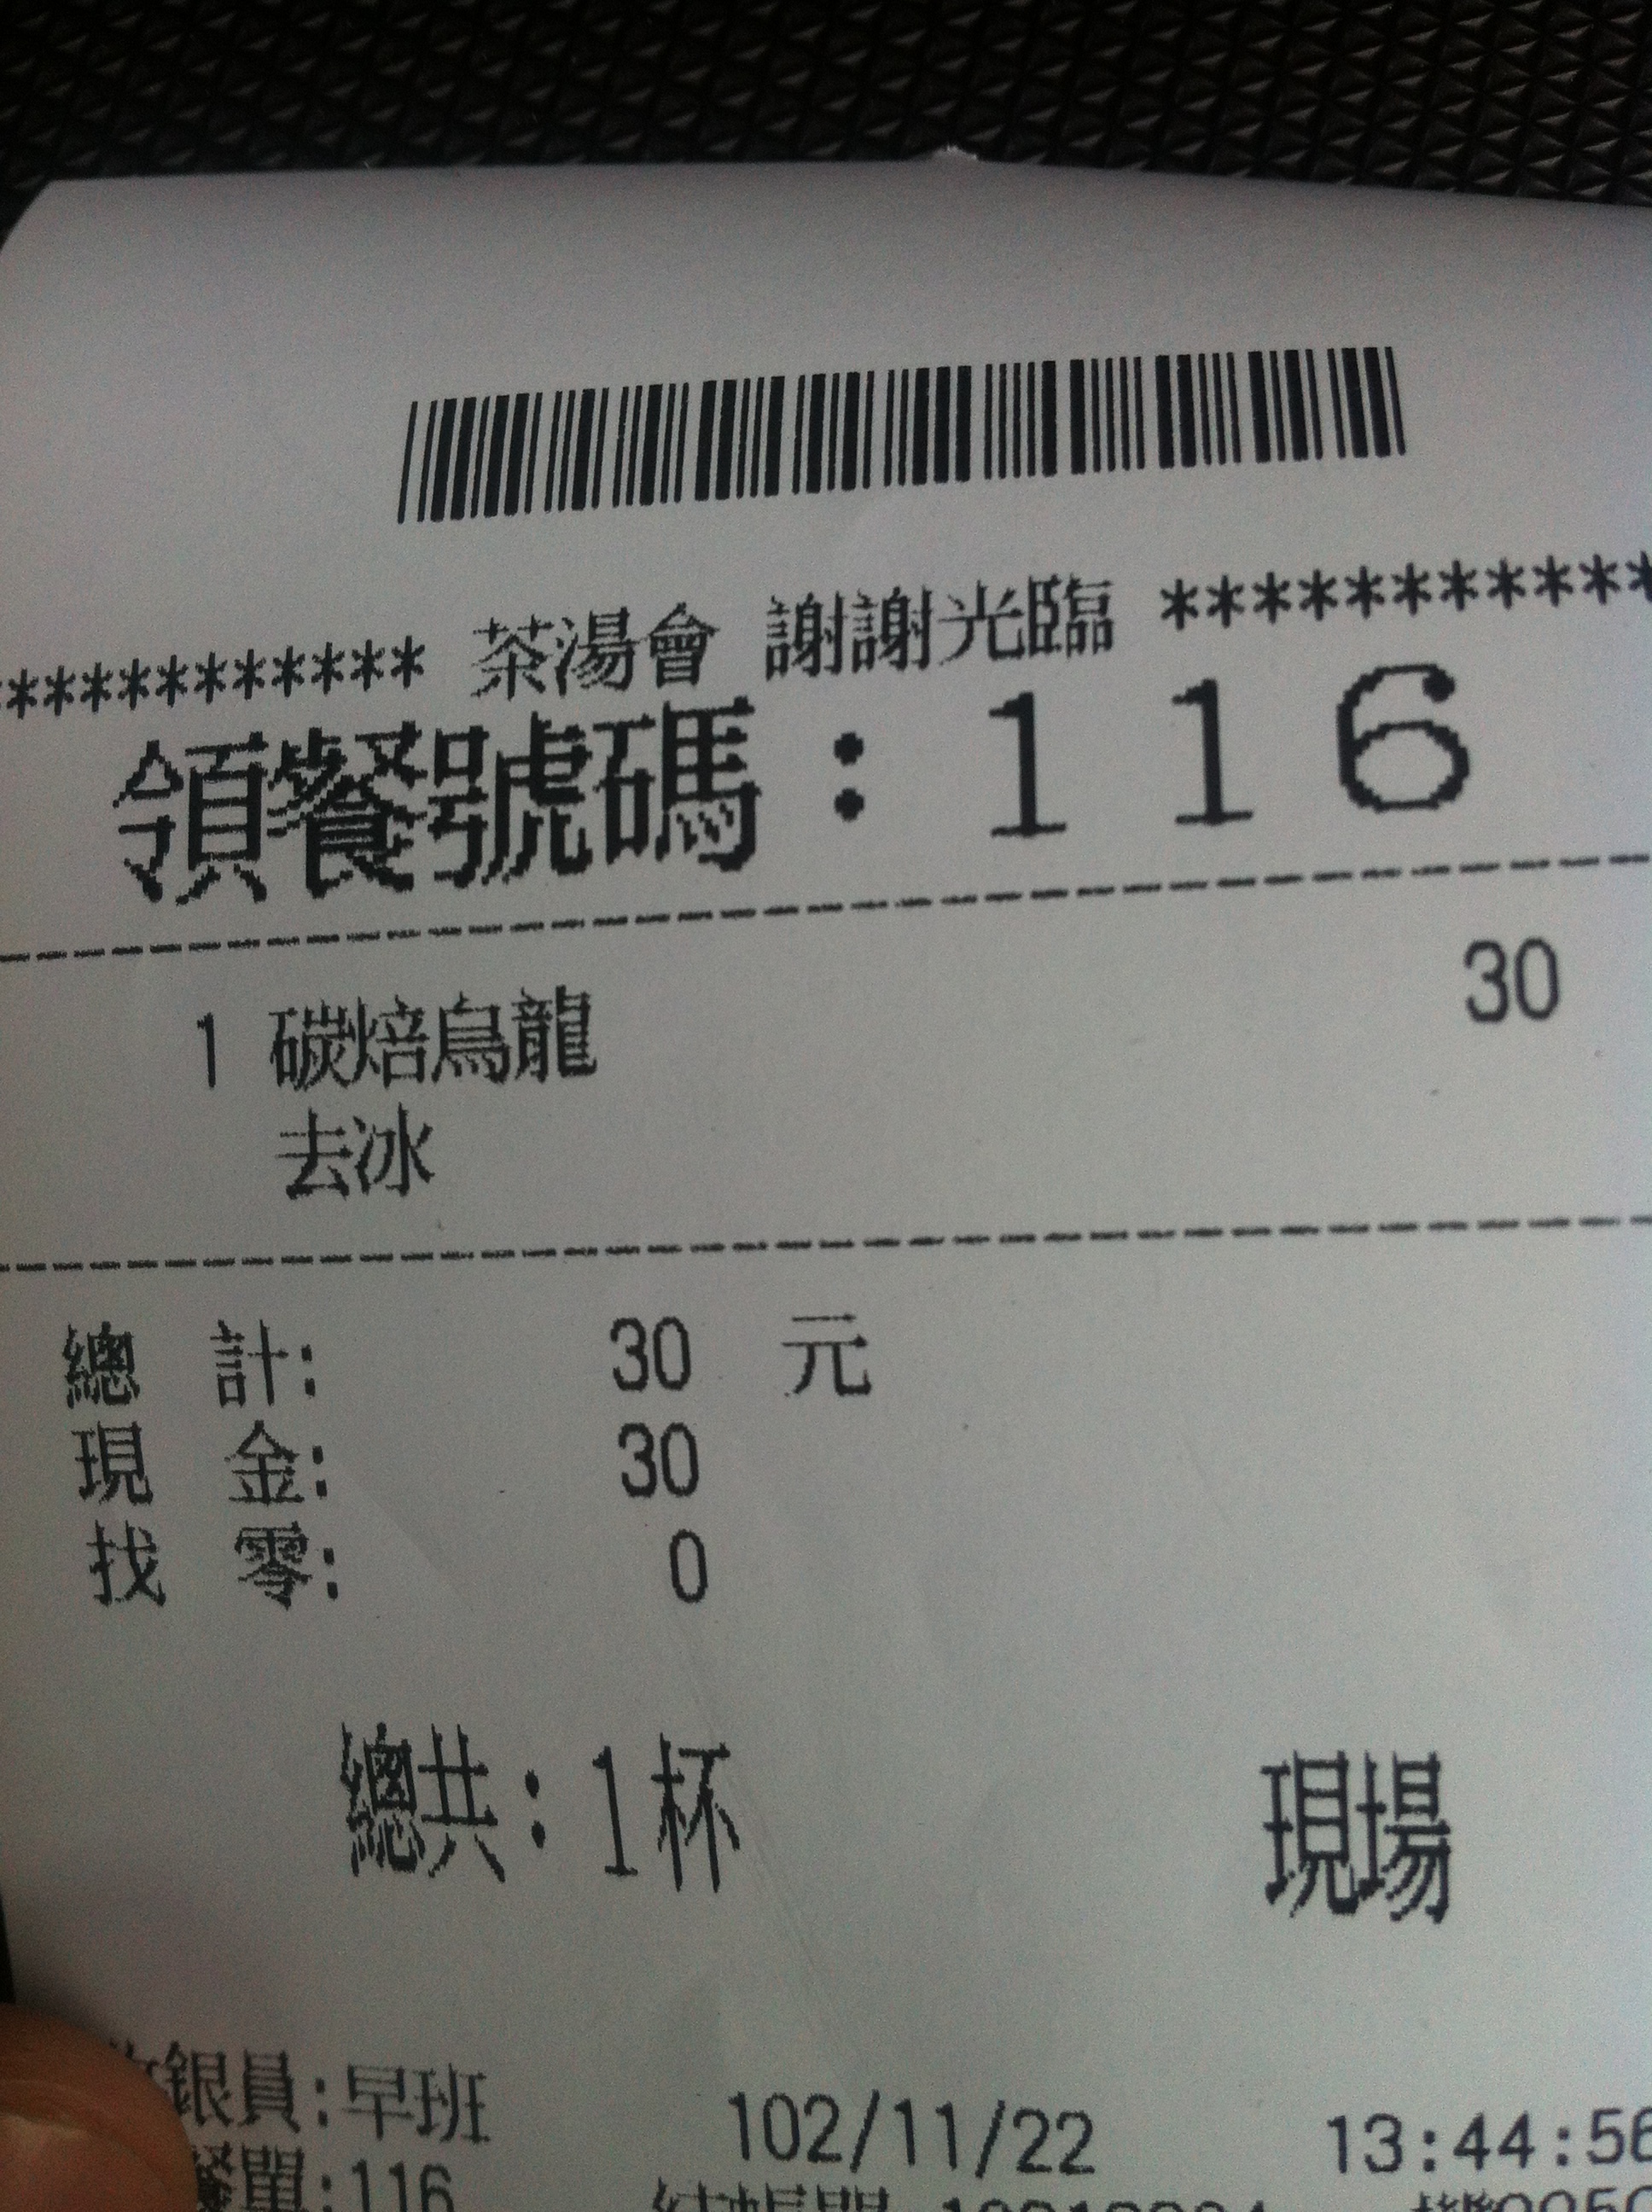 *********** 茶湯會 謝謝光臨 ***********
領餐號碼：116
1 碳焙烏龍 30
去冰
總 計: 30 元
現 金: 30
找 零: 0
總共：1杯 現場
銀員:早班 102/11/22 13:44:56
單:116